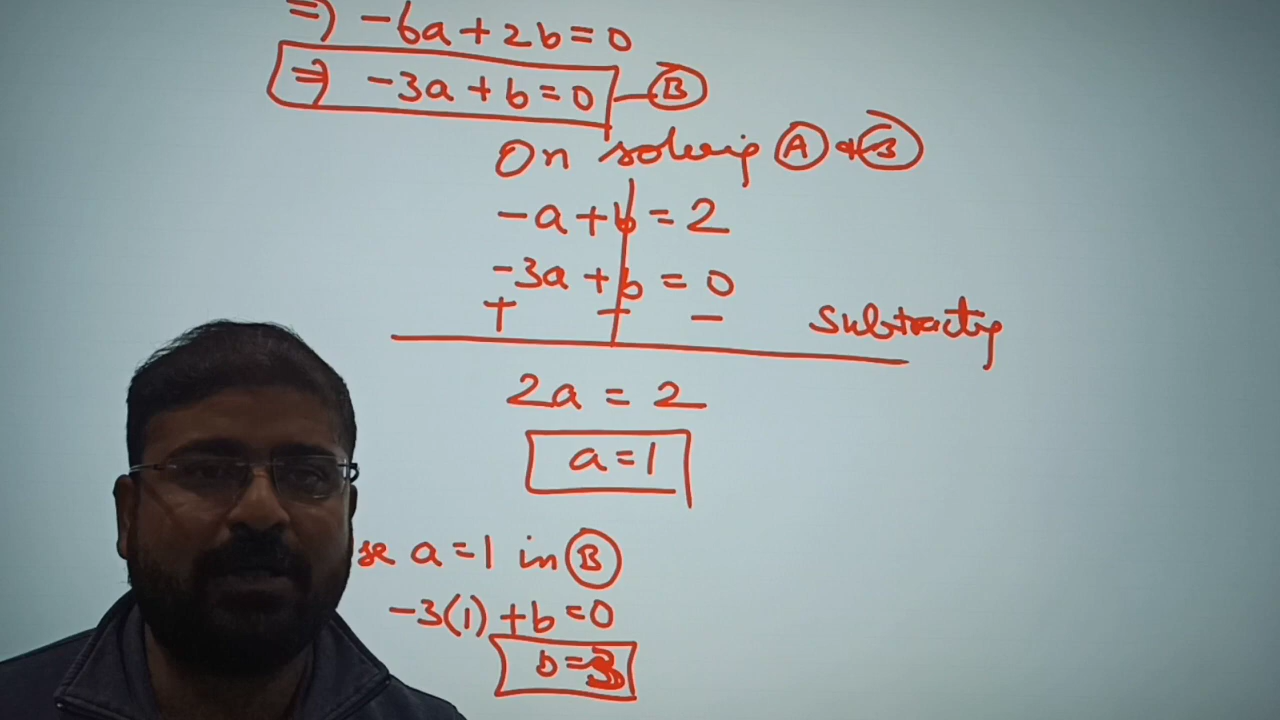 ⇒ -6a+2b=0
⇒ -3a+b=0 — B
On solving A & B
-a+b=2
-3a+b=0
+ - -
Subtracting
2a=2
a=1
se a=1 in B
-3(1)+b=0
b=3